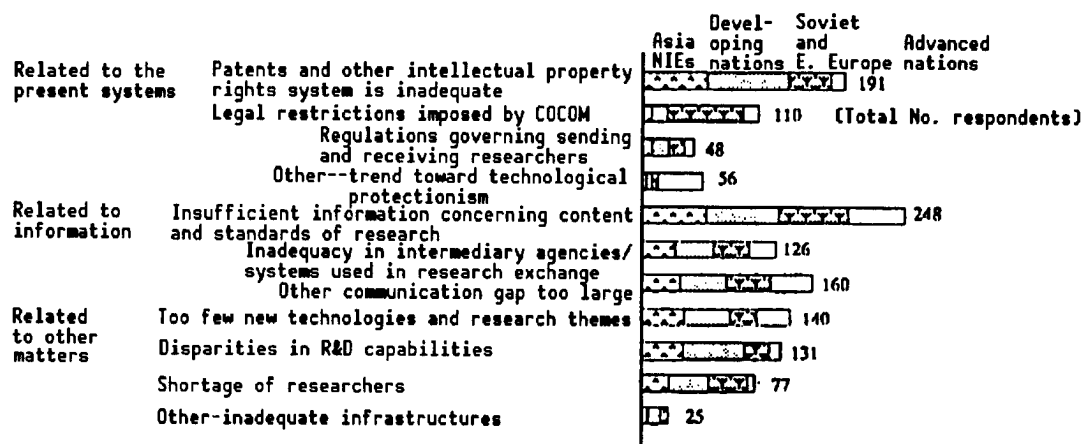 Asia NIEs
Devel-oping nations
Soviet and E. Europe
Advanced nations
Related to the present systems
Patents and other intellectual property rights system is inadequate
191
Legal restrictions imposed by COCOM
110
(Total No. respondents)
Regulations governing sending and receiving researchers
48
Other--trend toward technological protectionism
56
Related to information
Insufficient information concerning content and standards of research
248
Inadequacy in intermediary agencies/ systems used in research exchange
126
Other communication gap too large
160
Related to other matters
Too few new technologies and research themes
140
Disparities in R&D capabilities
131
Shortage of researchers
77
Other-inadequate infrastructures
25